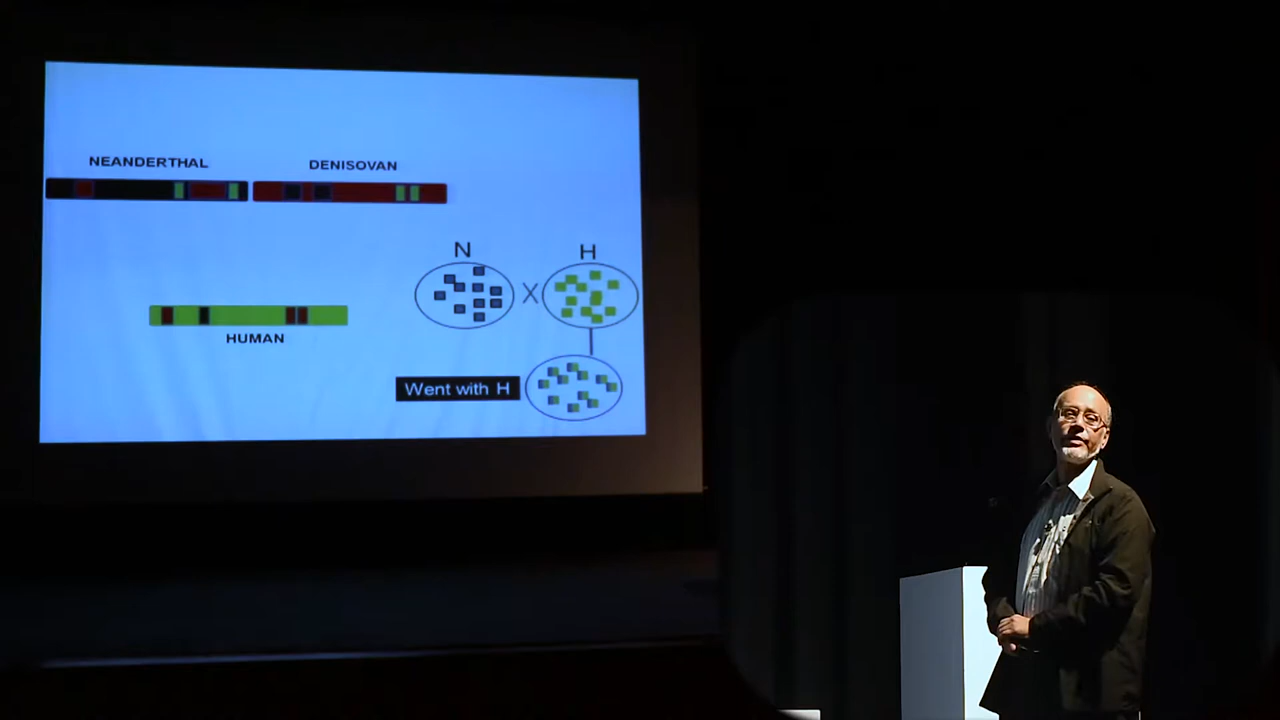 NEANDERTHAL
DENISOVAN
N
H
X
HUMAN
Went with H